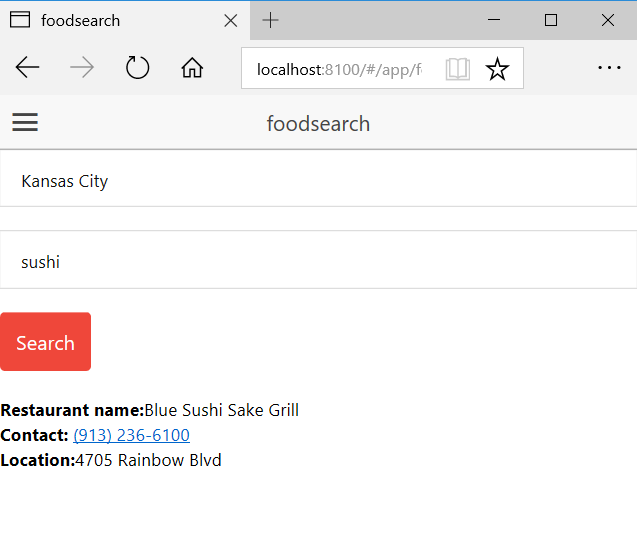 foodsearch
localhost:8100/#/app/f
foodsearch
Kansas City
sushi
Search
Restaurant name:Blue Sushi Sake Grill
Contact: (913) 236-6100
Location:4705 Rainbow Blvd